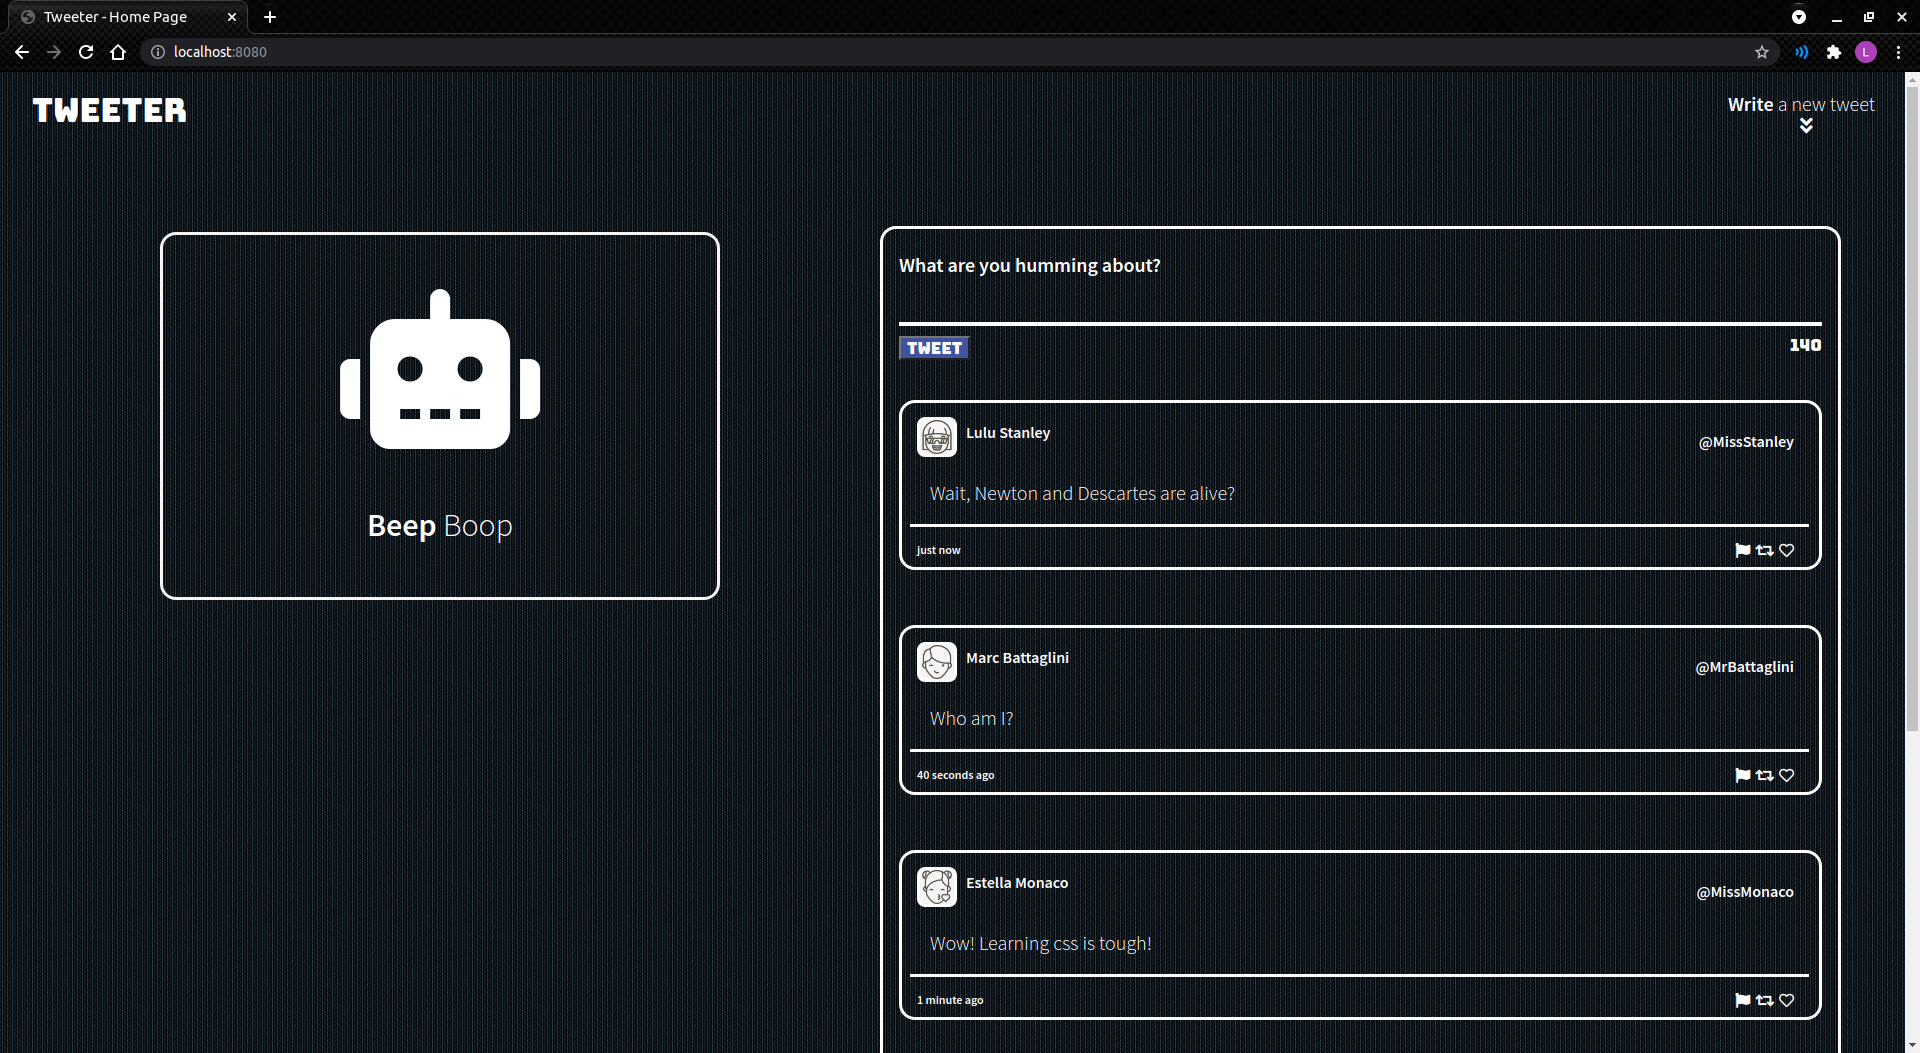 Tweeter - Home Page
localhost:8080
L
TWEETER
Write a new tweet
Beep Boop
What are you humming about?
TWEET
140
Lulu Stanley
@MissStanley
Wait, Newton and Descartes are alive?
just now
Marc Battaglini
@MrBattaglini
Who am I?
40 seconds ago
Estella Monaco
@MissMonaco
Wow! Learning css is tough!
1 minute ago